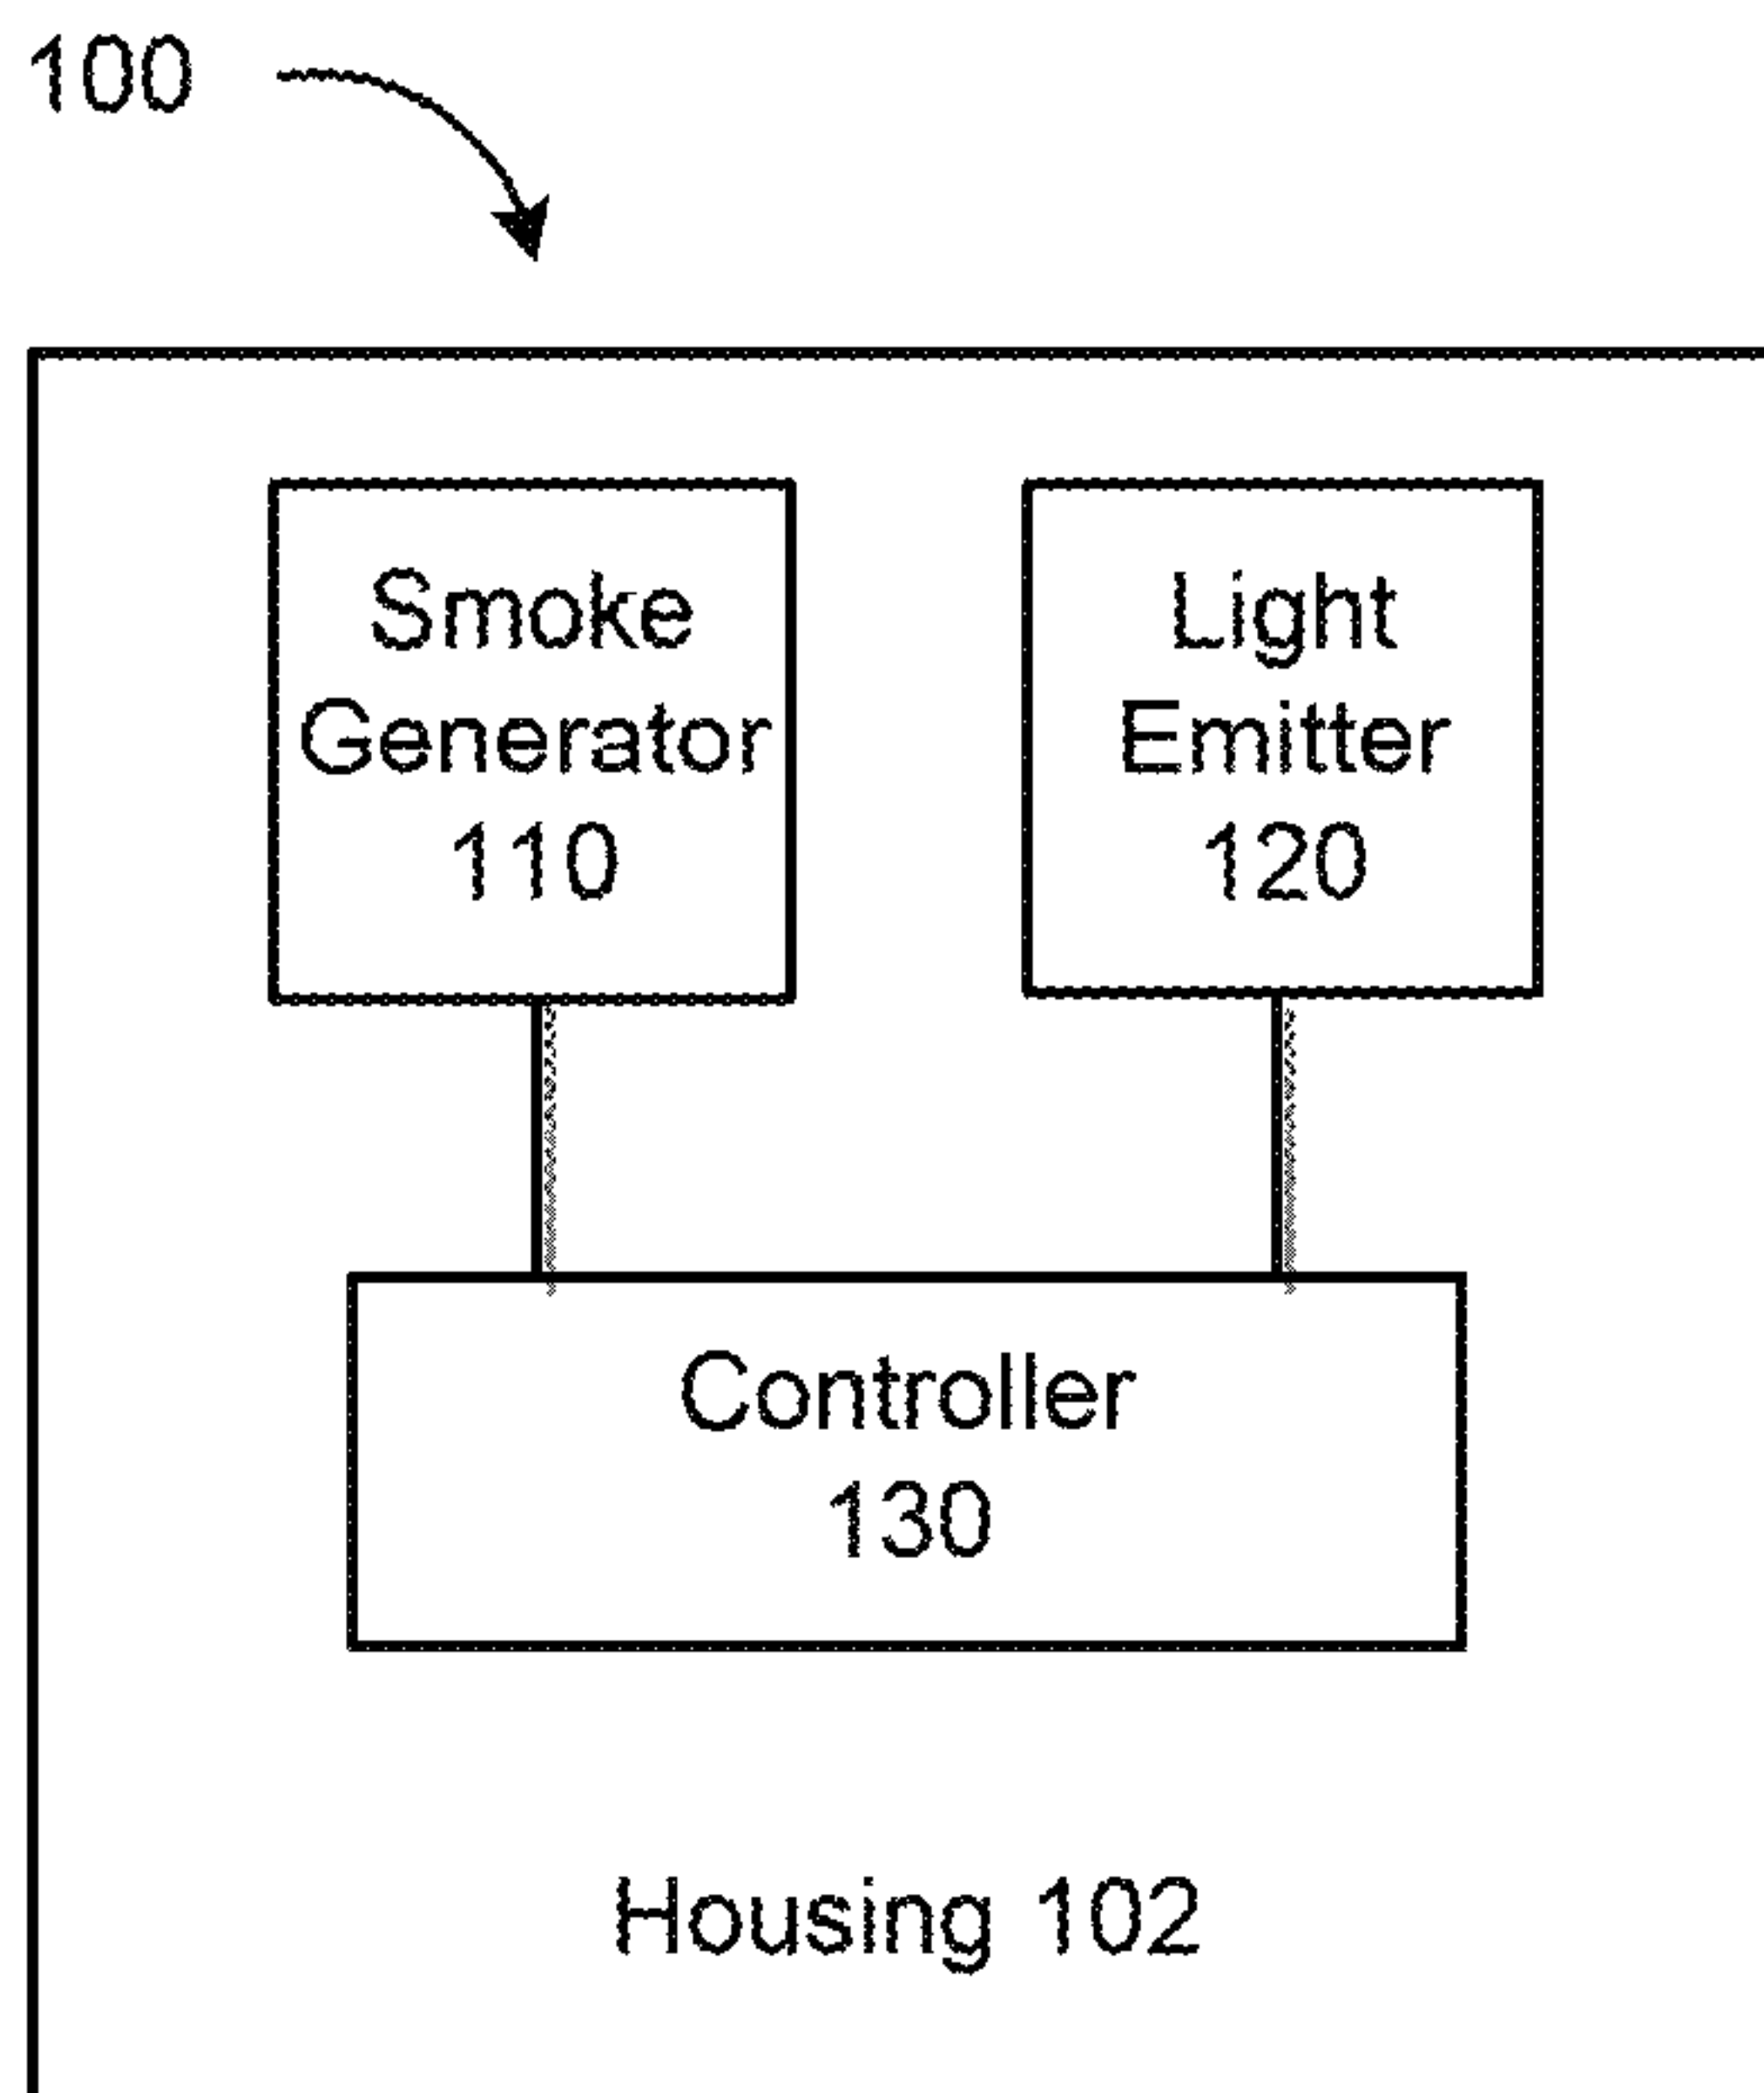 100
Smoke
Generator
110
Light
Emitter
120
Controller
130
Housing 102